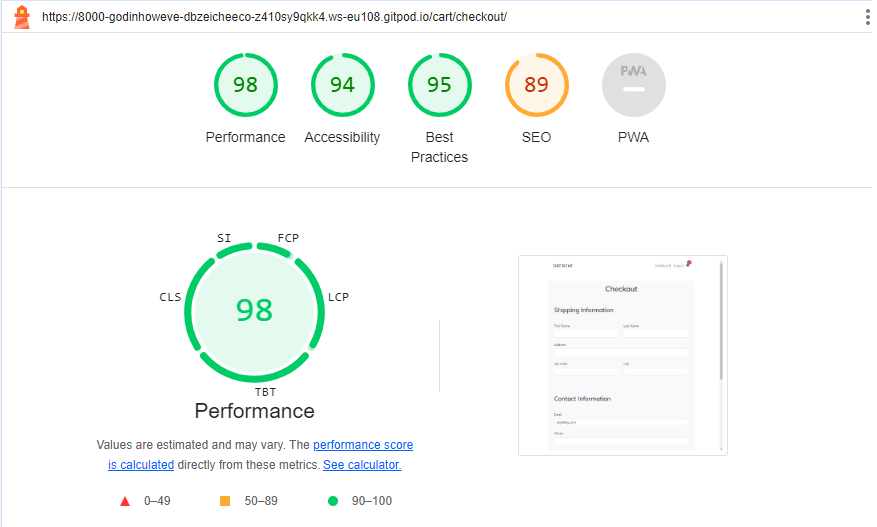 https://8000-godinhoweve-dbzeicheeco-z410sy9qkk4.ws-eu108.gitpod.io/cart/checkout/
98
94
95
89
PWA
Performance
Accessibility
Best
Practices
SEO
PWA
SI
FCP
CLS
98
LCP
TBT
Performance
Values are estimated and may vary. The performance score
is calculated directly from these metrics. See calculator.
0–49
50–89
90–100
Checkout
Shipping Information
First Name
Last Name
Address
Zip Code
City
Contact Information
Email
Phone